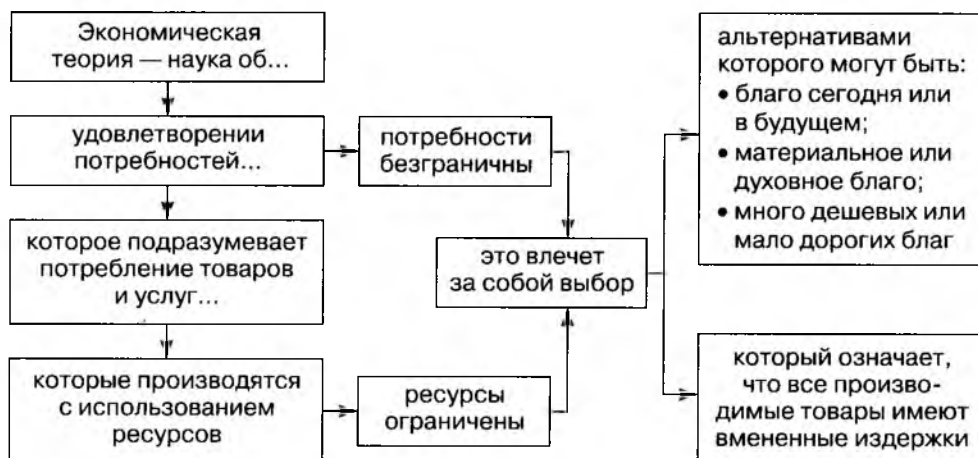 Экономическая
теория — наука об...
удовлетворении
потребностей...
которое подразумевает
потребление товаров
и услуг...
которые производятся
с использованием
ресурсов
потребности
безграничны
ресурсы
ограничены
это влечет
за собой выбор
альтернативами
которого могут быть:
• благо сегодня или
в будущем;
• материальное или
духовное благо;
• много дешевых или
мало дорогих благ
который означает,
что все произво-
димые товары имеют
вмененные издержки